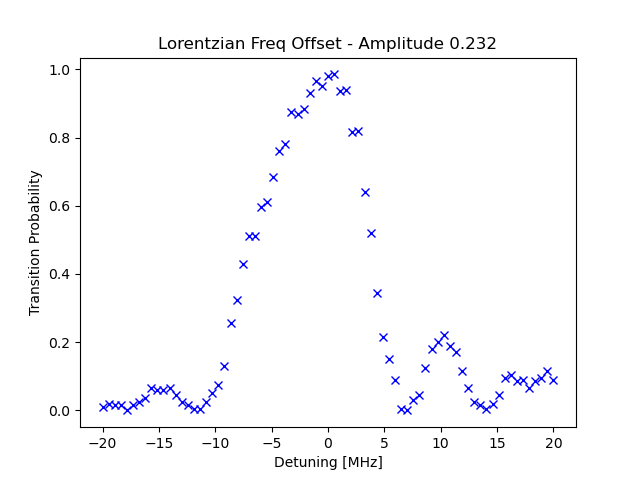 Lorentzian Freq Offset - Amplitude 0.232
1.0
0.8
0.6
0.4
0.2
0.0
Transition Probability
−20 −15 −10 −5 0 5 10 15 20
Detuning [MHz]